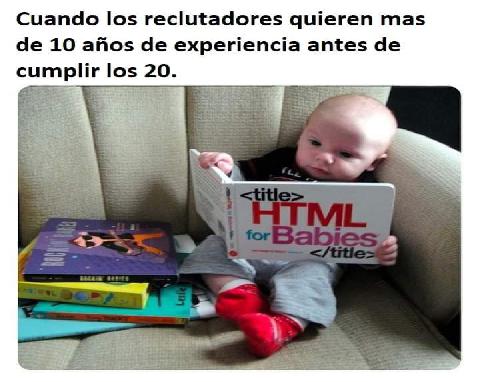 Cuando los reclutadores quieren mas
de 10 años de experiencia antes de
cumplir los 20.
<title>
HTML
for Babies
</title>